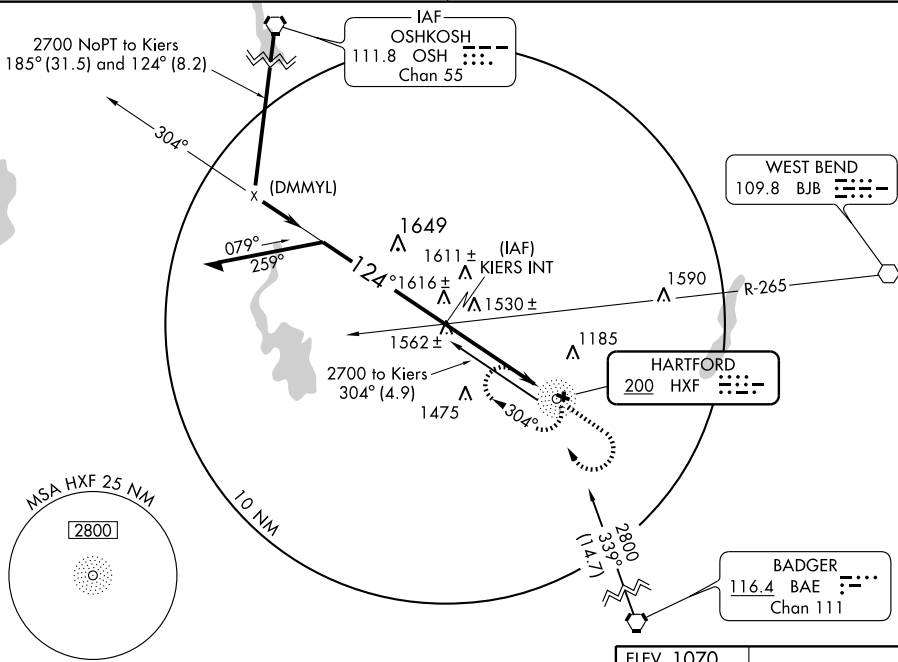 IAF
OSHKOSH
111.8 OSH
Chan 55
2700 NoPT to Kiers
185° (31.5) and 124° (8.2)
304°
(DMMYL)
WEST BEND
109.8 BJB
079°
259°
1649
124°
1611 ±
(IAF)
KIERS INT
1616 ±
1530 ±
1590
R-265
1562 ±
1185
2700 to Kiers
304° (4.9)
HARTFORD
200 HXF
1475
304°
MSA HXF 25 NM
2800
10 NM
2800
339°
(14.7)
BADGER
116.4 BAE
Chan 111
ELEV 1070